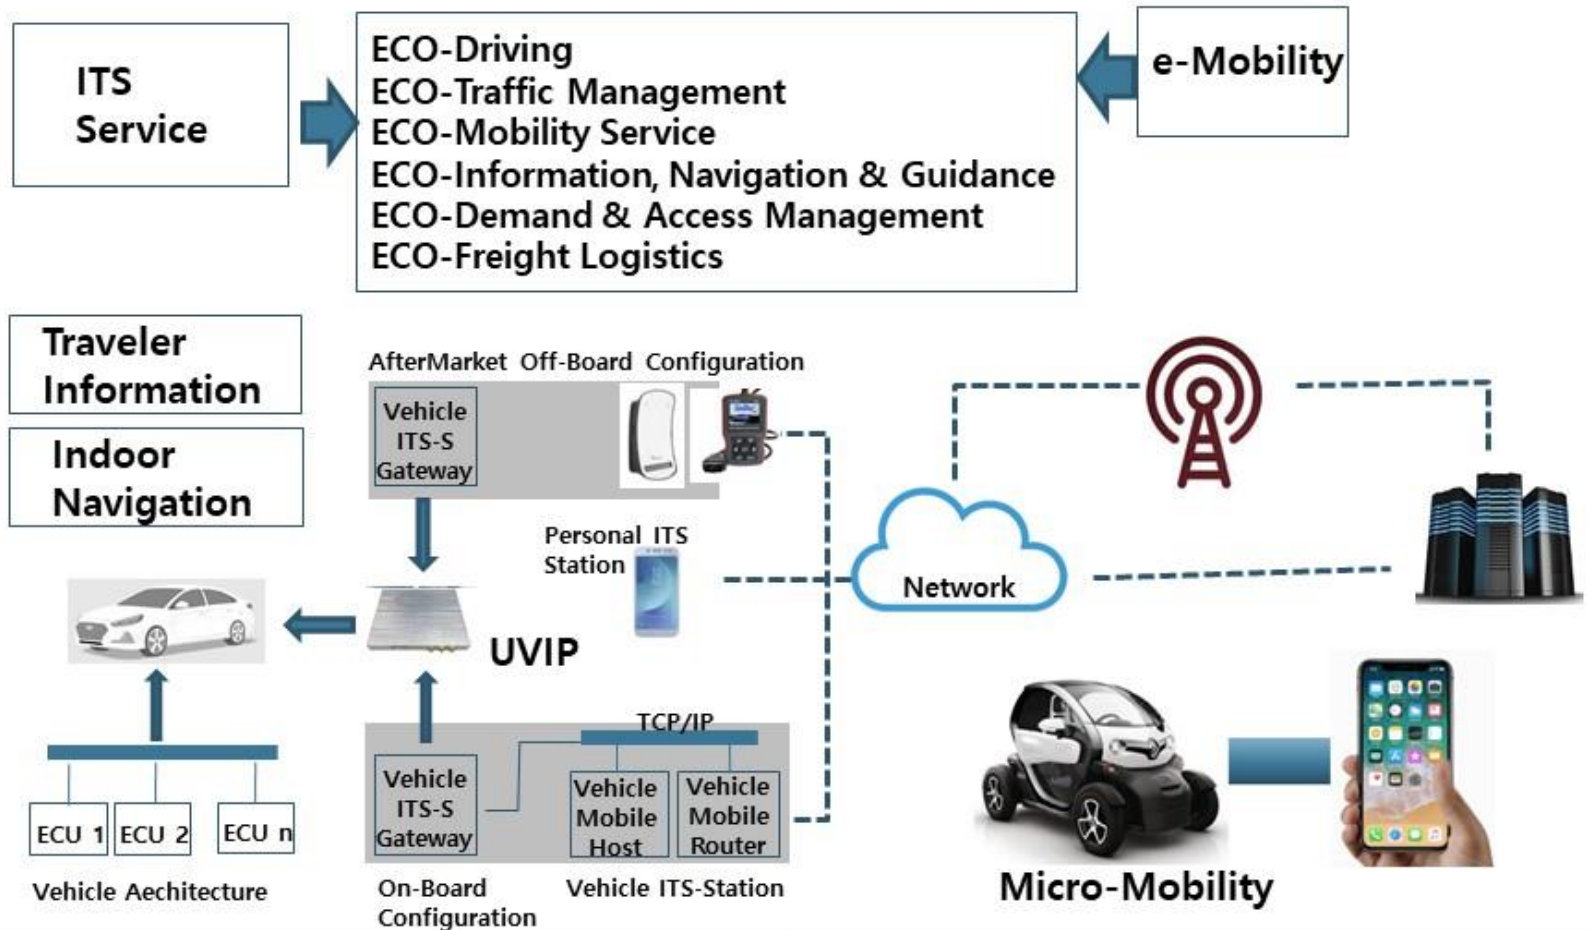 ITS
Service
ECO-Driving
ECO-Traffic Management
ECO-Mobility Service
ECO-Information, Navigation & Guidance
ECO-Demand & Access Management
ECO-Freight Logistics
e-Mobility
Traveler
Information
Indoor
Navigation
AfterMarket Off-Board Configuration
Vehicle
ITS-S
Gateway
Personal ITS
Station
Network
UVIP
TCP/IP
Vehicle
ITS-S
Gateway
Vehicle
Mobile
Host
Vehicle
Mobile
Router
ECU 1
ECU 2
ECU n
Vehicle Aechitecture
On-Board
Configuration
Vehicle ITS-Station
Micro-Mobility